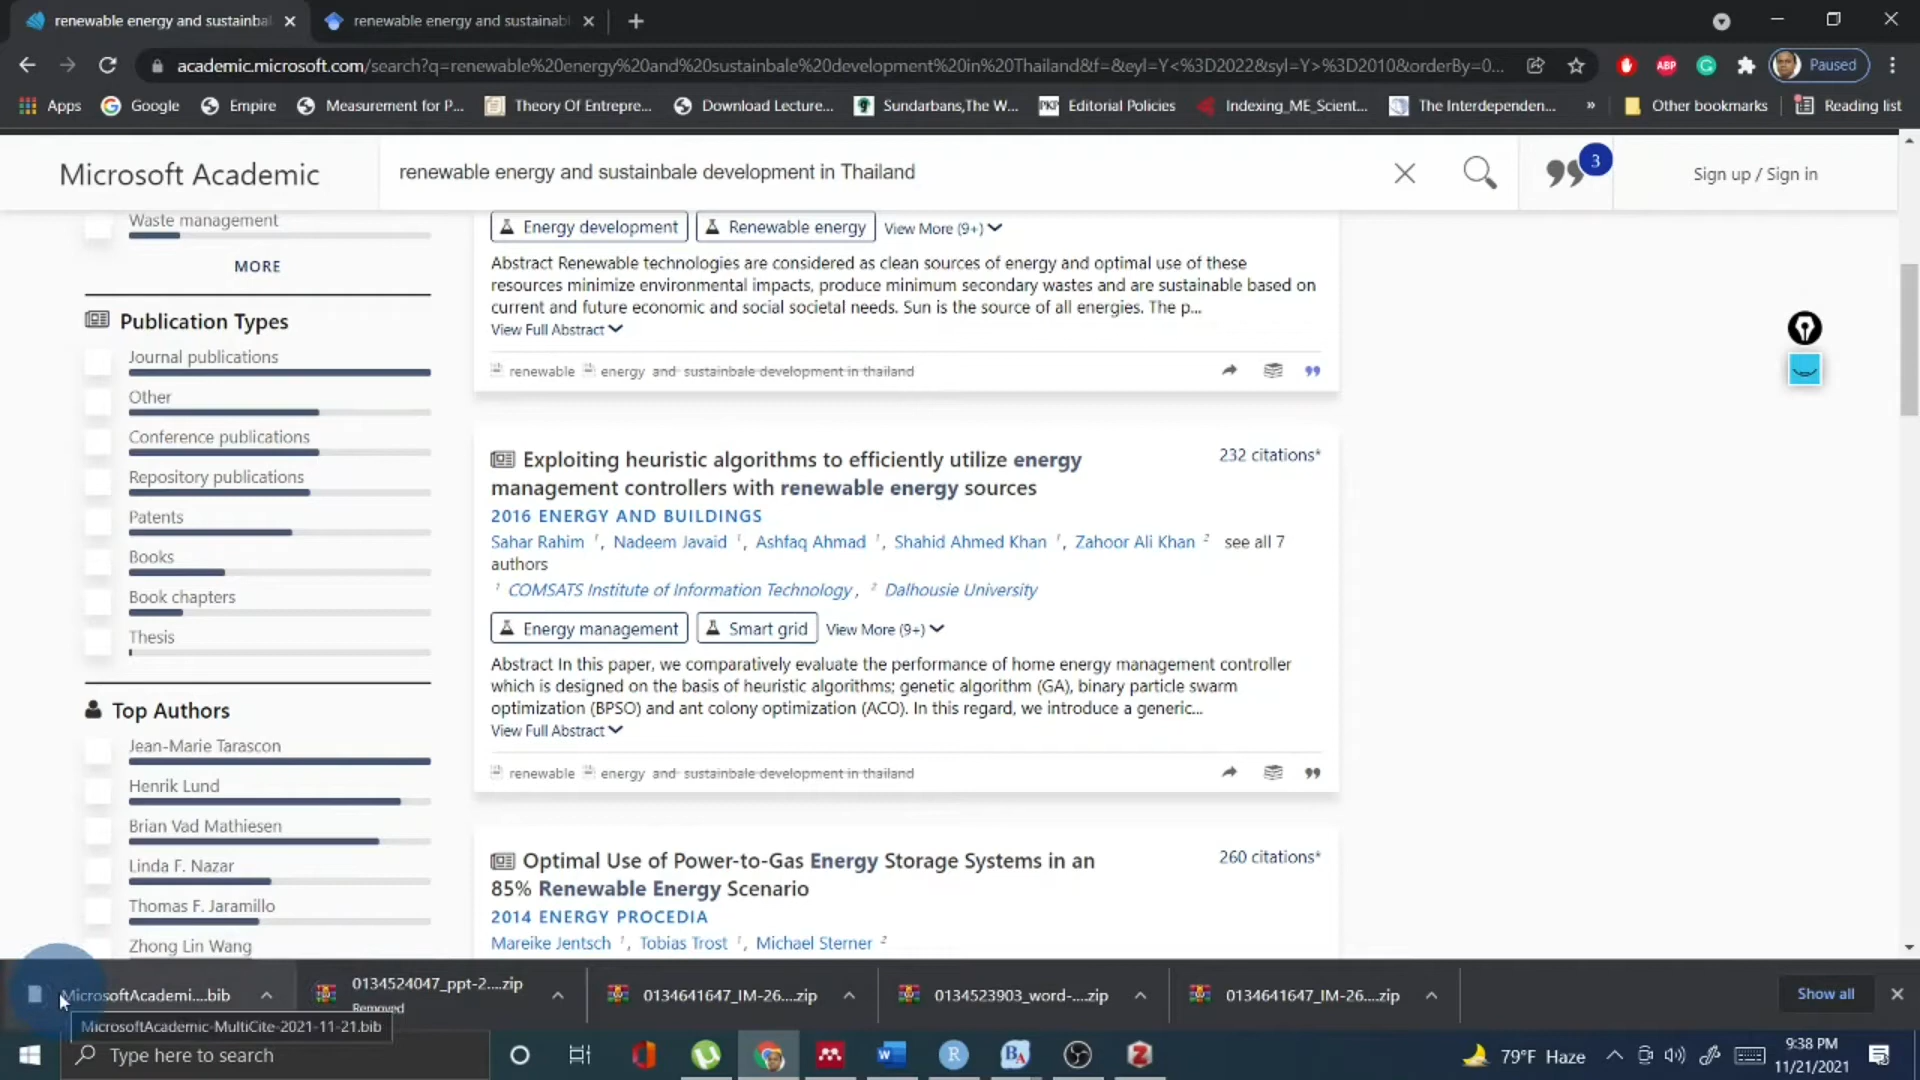 renewable energy and sustainba
renewable energy and sustainabl
academic.microsoft.com/search?q=renewable%20energy%20and%20sustainbale%20development%20in%20Thailand&f=&eyl=Y<%3D2022&syl=Y>%3D2010&orderBy=0...
ABP
Paused
Apps
Google
Empire
Measurement for P...
Theory Of Entrepre...
Download Lecture...
Sundarbans,The W...
Editorial Policies
Indexing_ME_Scient...
The Interdependen...
»
Other bookmarks
Reading list
Microsoft Academic
renewable energy and sustainbale development in Thailand
3
Sign up / Sign in
Waste management
MORE
Publication Types
Journal publications
Other
Conference publications
Repository publications
Patents
Books
Book chapters
Thesis
Top Authors
Jean-Marie Tarascon
Henrik Lund
Brian Vad Mathiesen
Linda F. Nazar
Thomas F. Jaramillo
Zhong Lin Wang
Energy development
Renewable energy
View More (9+)
Abstract Renewable technologies are considered as clean sources of energy and optimal use of these
resources minimize environmental impacts, produce minimum secondary wastes and are sustainable based on
current and future economic and social societal needs. Sun is the source of all energies. The p...
View Full Abstract
renewable energy and sustainbale development in thailand
Exploiting heuristic algorithms to efficiently utilize energy
management controllers with renewable energy sources
232 citations*
2016 ENERGY AND BUILDINGS
Sahar Rahim 1, Nadeem Javaid 1, Ashfaq Ahmad 1, Shahid Ahmed Khan 1, Zahoor Ali Khan 2 see all 7
authors
1 COMSATS Institute of Information Technology, 2 Dalhousie University
Energy management
Smart grid
View More (9+)
Abstract In this paper, we comparatively evaluate the performance of home energy management controller
which is designed on the basis of heuristic algorithms; genetic algorithm (GA), binary particle swarm
optimization (BPSO) and ant colony optimization (ACO). In this regard, we introduce a generic...
View Full Abstract
renewable energy and sustainbale development in thailand
Optimal Use of Power-to-Gas Energy Storage Systems in an
85% Renewable Energy Scenario
260 citations*
2014 ENERGY PROCEDIA
Mareike Jentsch 1, Tobias Trost 1, Michael Sterner 2
MicrosoftAcademi....bib
0134524047_ppt-2....zip
Removed
0134641647_IM-26....zip
0134523903_word-....zip
0134641647_IM-26....zip
Show all
MicrosoftAcademic-MultiCite-2021-11-21.bib
Type here to search
79°F Haze
9:38 PM
11/21/2021